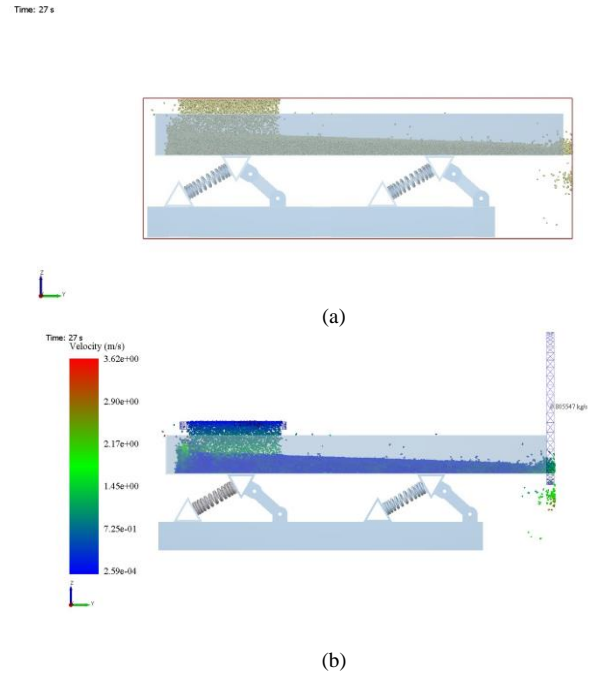 Time: 27 s
Z
Y
(a)
Time: 27 s
Velocity (m/s)
3.62e+00
2.90e+00
2.17e+00
1.45e+00
7.25e-01
2.59e-04
Z
Y
(b)